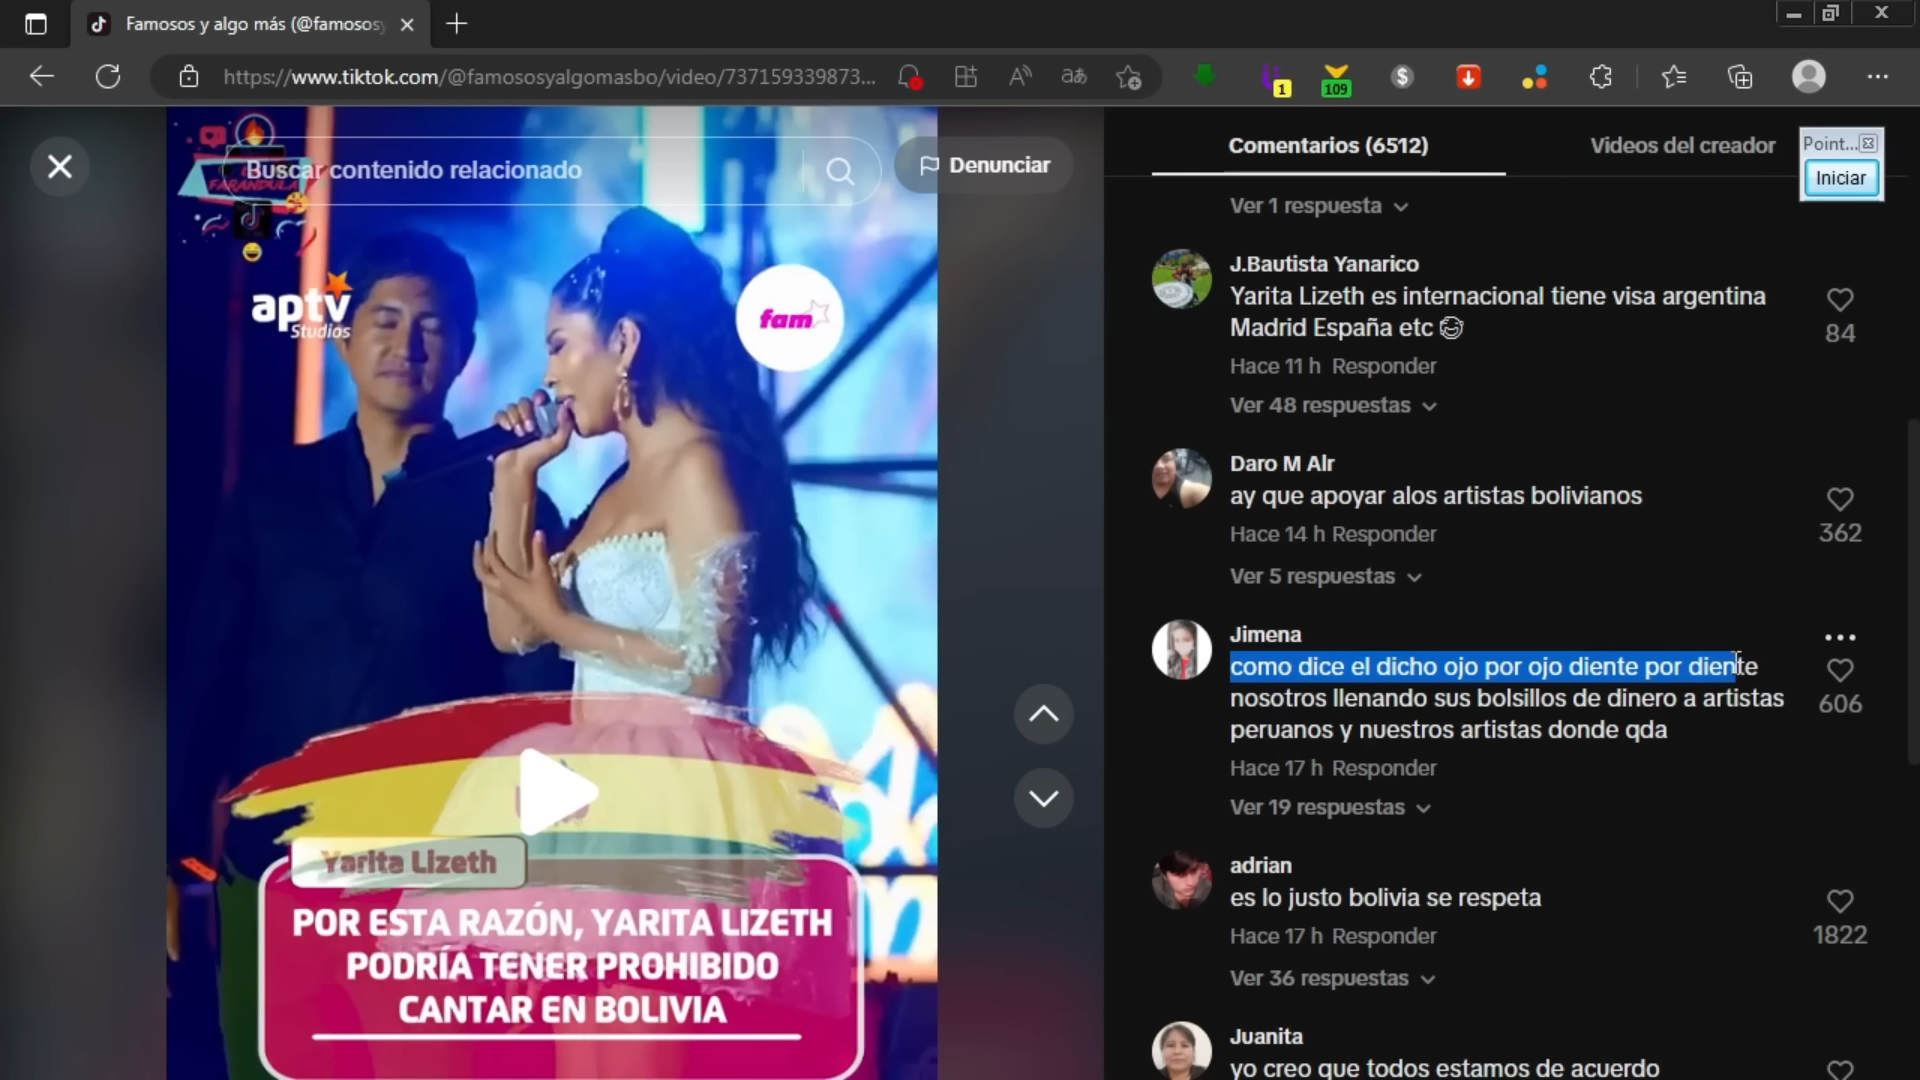 Famosos y algo más (@famosos
https://www.tiktok.com/@famososyalgomasbo/video/737159339873...
aあ
1
109
Buscar contenido relacionado
Denunciar
FARANDULA
aptv
Studios
fam
Yarita Lizeth
POR ESTA RAZÓN, YARITA LIZETH
PODRÍA TENER PROHIBIDO
CANTAR EN BOLIVIA
Comentarios (6512)
Videos del creador
Point...
Iniciar
Ver 1 respuesta
J.Bautista Yanarico
Yarita Lizeth es internacional tiene visa argentina
Madrid España etc 😂
Hace 11 h Responder
84
Ver 48 respuestas
Daro M Alr
ay que apoyar alos artistas bolivianos
Hace 14 h Responder
362
Ver 5 respuestas
Jimena
como dice el dicho ojo por ojo diente por diente
nosotros llenando sus bolsillos de dinero a artistas
peruanos y nuestros artistas donde qda
606
Hace 17 h Responder
Ver 19 respuestas
adrian
es lo justo bolivia se respeta
Hace 17 h Responder
1822
Ver 36 respuestas
Juanita
yo creo que todos estamos de acuerdo